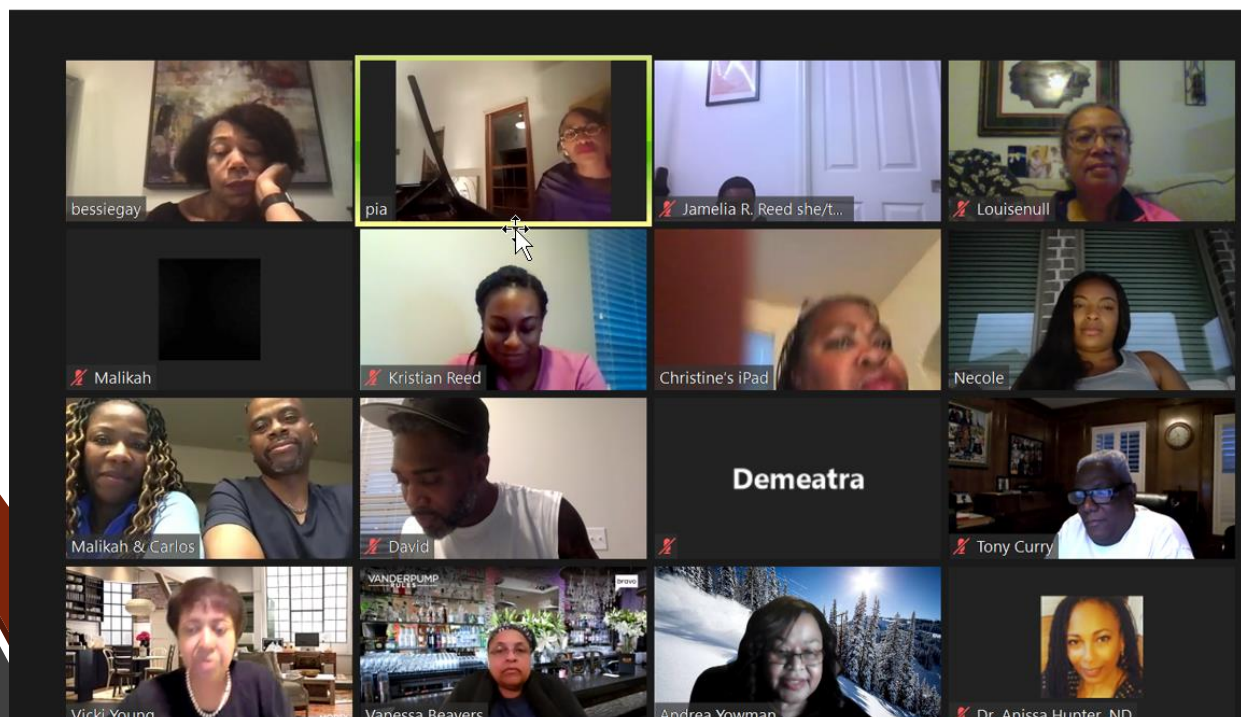 bessiegay
pia
Jamelia R. Reed she/t...
Louisenull
Malikah
Kristian Reed
Christine's iPad
Necole
Malikah & Carlos
David
Demeatra
Tony Curry
VANDERPUMP
RULES
bravo
Vicki Young
Vanessa Beavers
Andrea Yowman
Dr. Anissa Hunter, ND